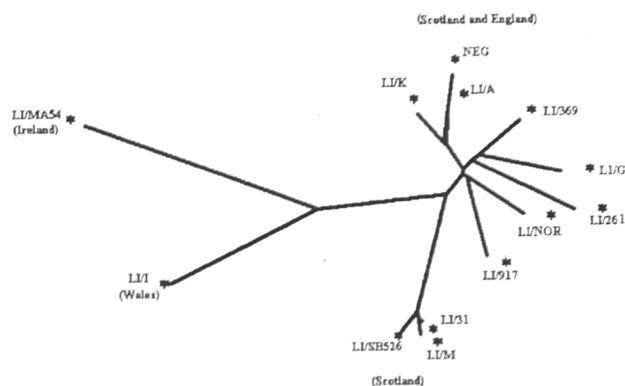 (Scotland and England)
* NEG
LI/K *
* LI/A
* LI/369
LI/MA54 *
(Ireland)
* L1/G
* LI/261
* LI/NOR
* LI/917
LI/I *
(Wales)
* LI/31
LI/SB526 *
* LI/M
(Scotland)